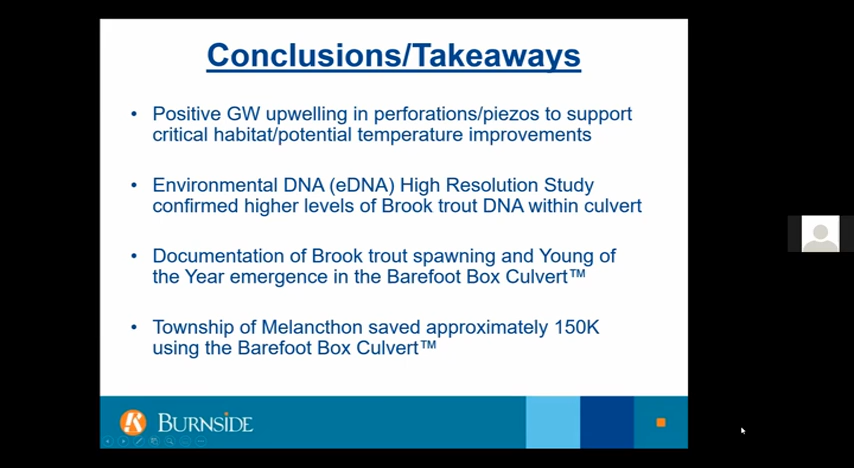 Conclusions/Takeaways
• Positive GW upwelling in perforations/piezos to support
critical habitat/potential temperature improvements
• Environmental DNA (eDNA) High Resolution Study
confirmed higher levels of Brook trout DNA within culvert
• Documentation of Brook trout spawning and Young of
the Year emergence in the Barefoot Box Culvert™
• Township of Melancthon saved approximately 150K
using the Barefoot Box Culvert™
BURNSIDE